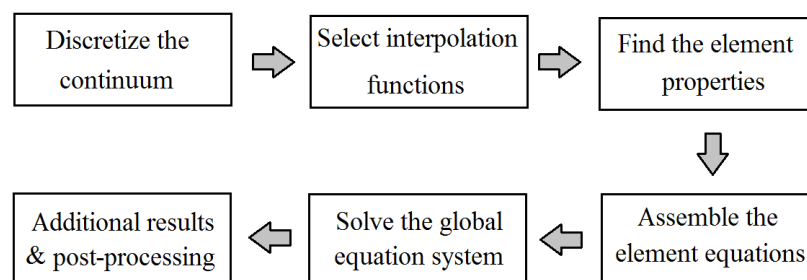 Discretize the
continuum
Select interpolation
functions
Find the element
properties
Assemble the
element equations
Solve the global
equation system
Additional results
& post-processing